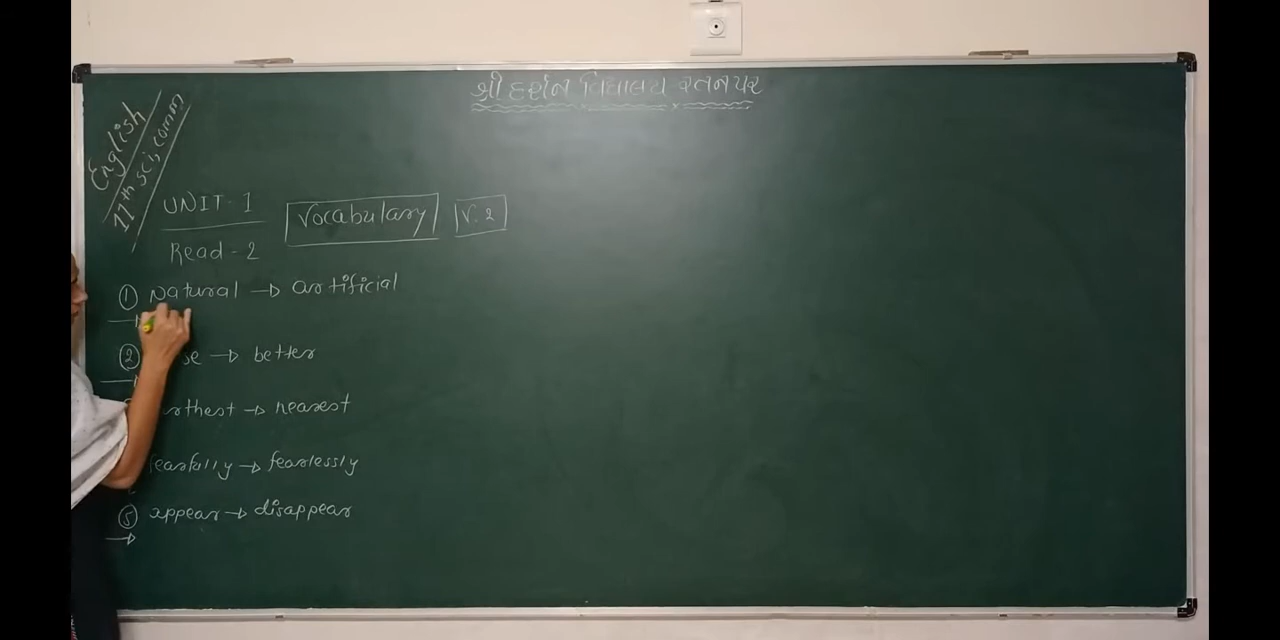 શ્રી દર્શન વિદ્યાલય રતનપર
English
11th sci, comm
UNIT-1
Vocabulary
V. 2
Read-2
① Natural → artificial
② se → better
rthest → nearest
fearfully → fearlessly
⑤ appear → disappear
→